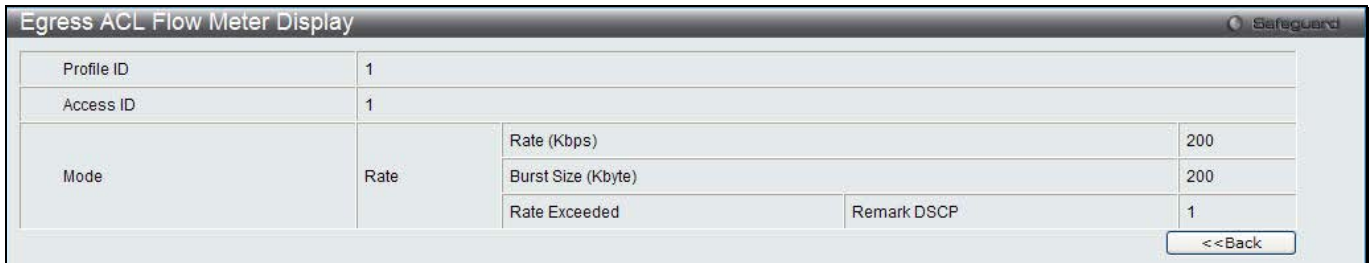 Egress ACL Flow Meter Display Safeguard
Profile ID 1
Access ID 1
Mode Rate Rate (Kbps) 200
Burst Size (Kbyte) 200
Rate Exceeded Remark DSCP 1
<<Back